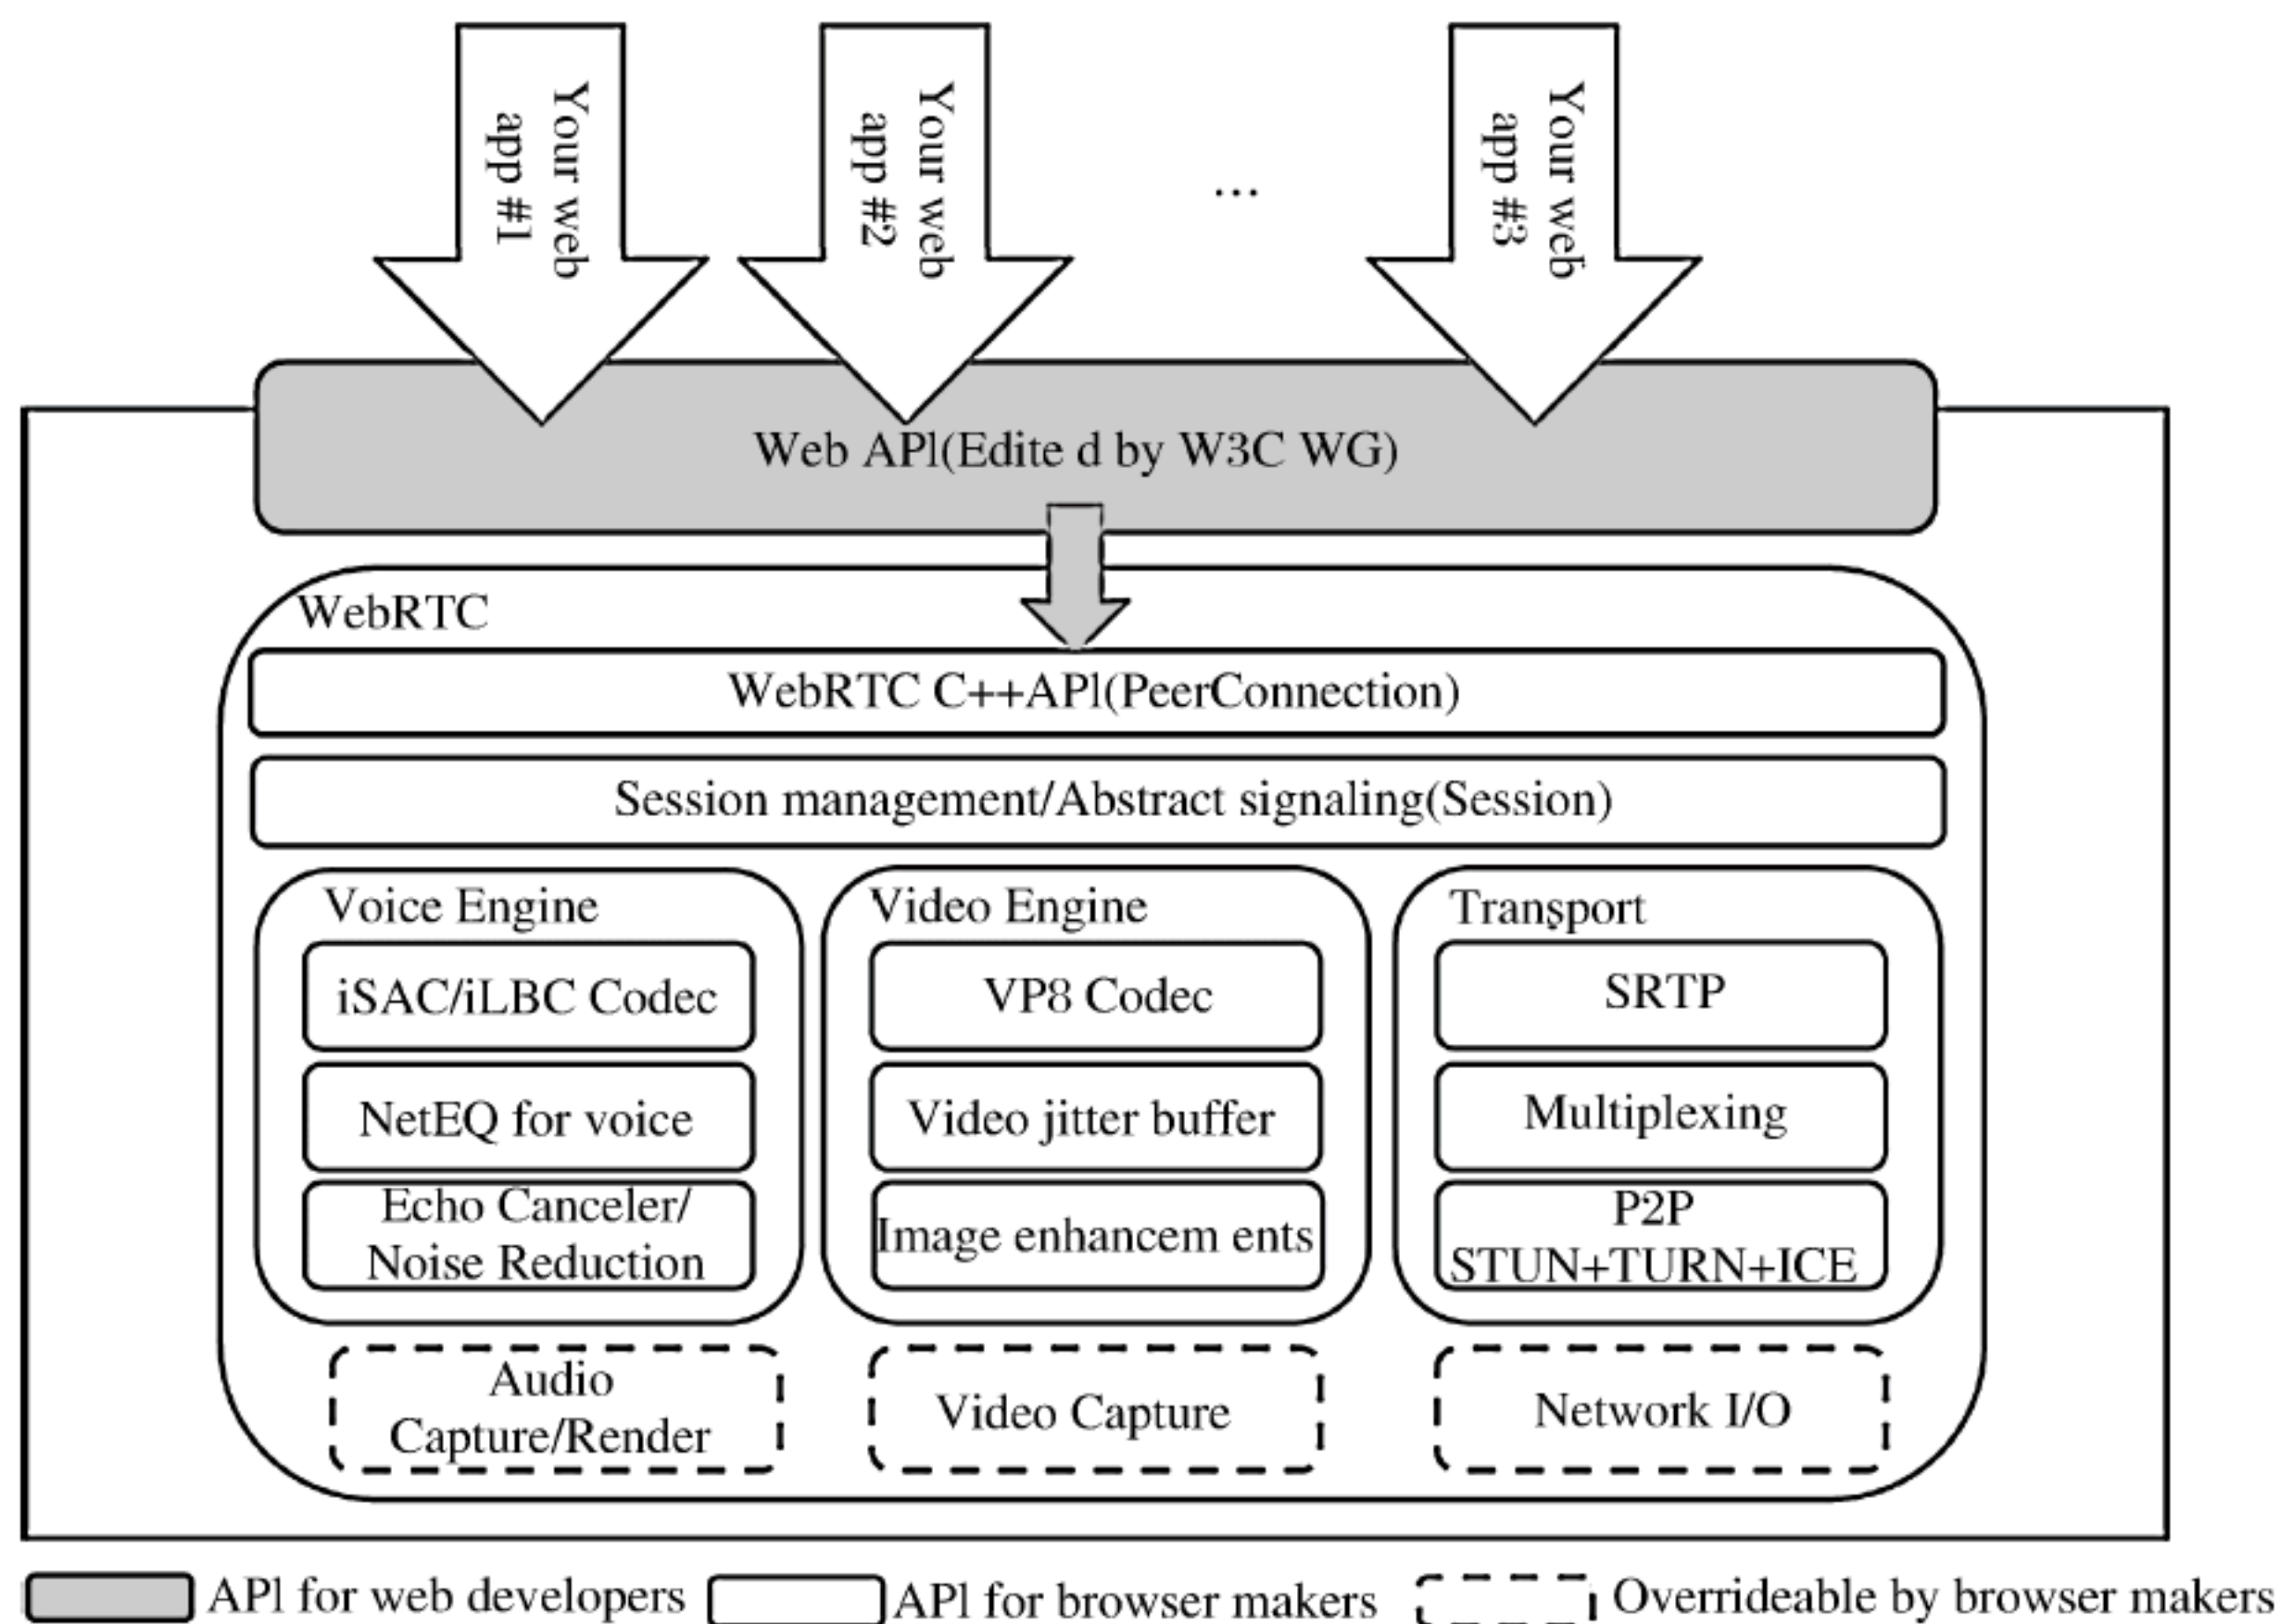 Your web
app #1
Your web
app #2
...
Your web
app #3
Web APl(Edite d by W3C WG)
WebRTC
WebRTC C++APl(PeerConnection)
Session management/Abstract signaling(Session)
Voice Engine
iSAC/iLBC Codec
NetEQ for voice
Echo Canceler/
Noise Reduction
Video Engine
VP8 Codec
Video jitter buffer
Image enhancem ents
Transport
SRTP
Multiplexing
P2P
STUN+TURN+ICE
Audio
Capture/Render
Video Capture
Network I/O
APl for web developers
APl for browser makers
Overrideable by browser makers